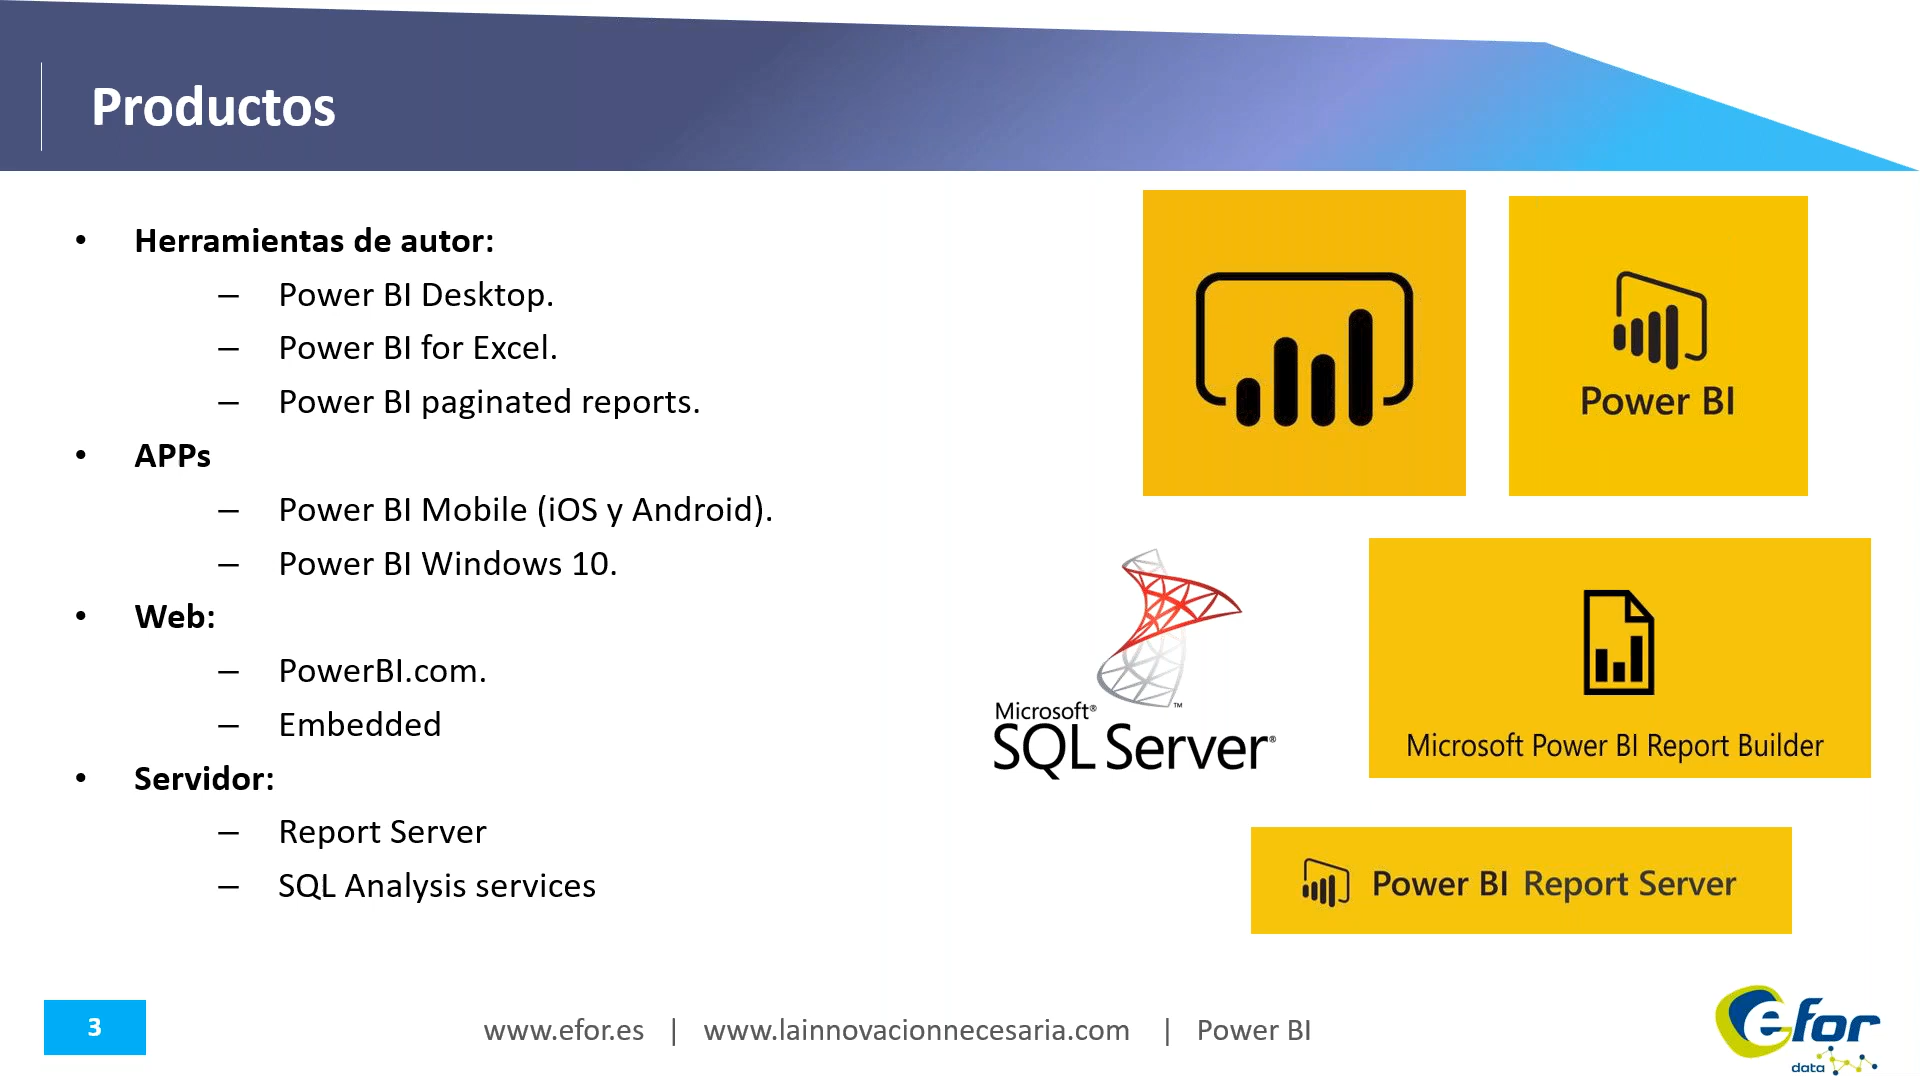 Productos
• Herramientas de autor:
– Power BI Desktop.
– Power BI for Excel.
– Power BI paginated reports.
• APPs
– Power BI Mobile (iOS y Android).
– Power BI Windows 10.
• Web:
– PowerBI.com.
– Embedded
• Servidor:
– Report Server
– SQL Analysis services
Power BI
Microsoft®
SQL Server®
™
Microsoft Power BI Report Builder
Power BI Report Server
3
www.efor.es | www.lainnovacionnecesaria.com | Power BI
efor
data